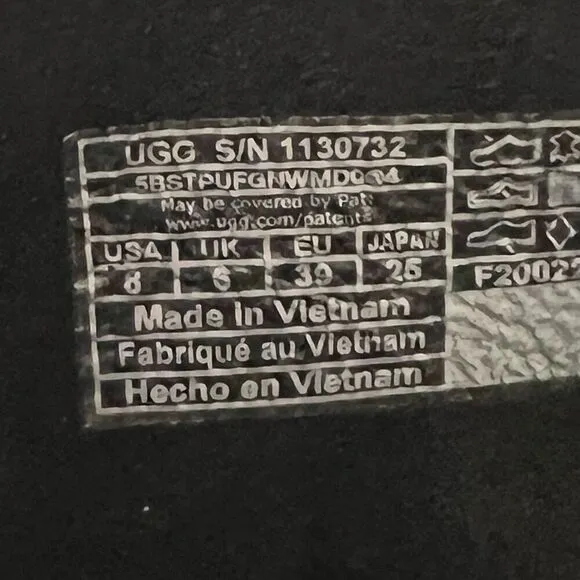 UGG S/N 1130732
May be covered by Pat:
www.ugg.com/patents
USA UK EU JAPAN
8 6 39 25
Made In Vietnam
Fabriqué au Vietnam
Hecho en Vietnam